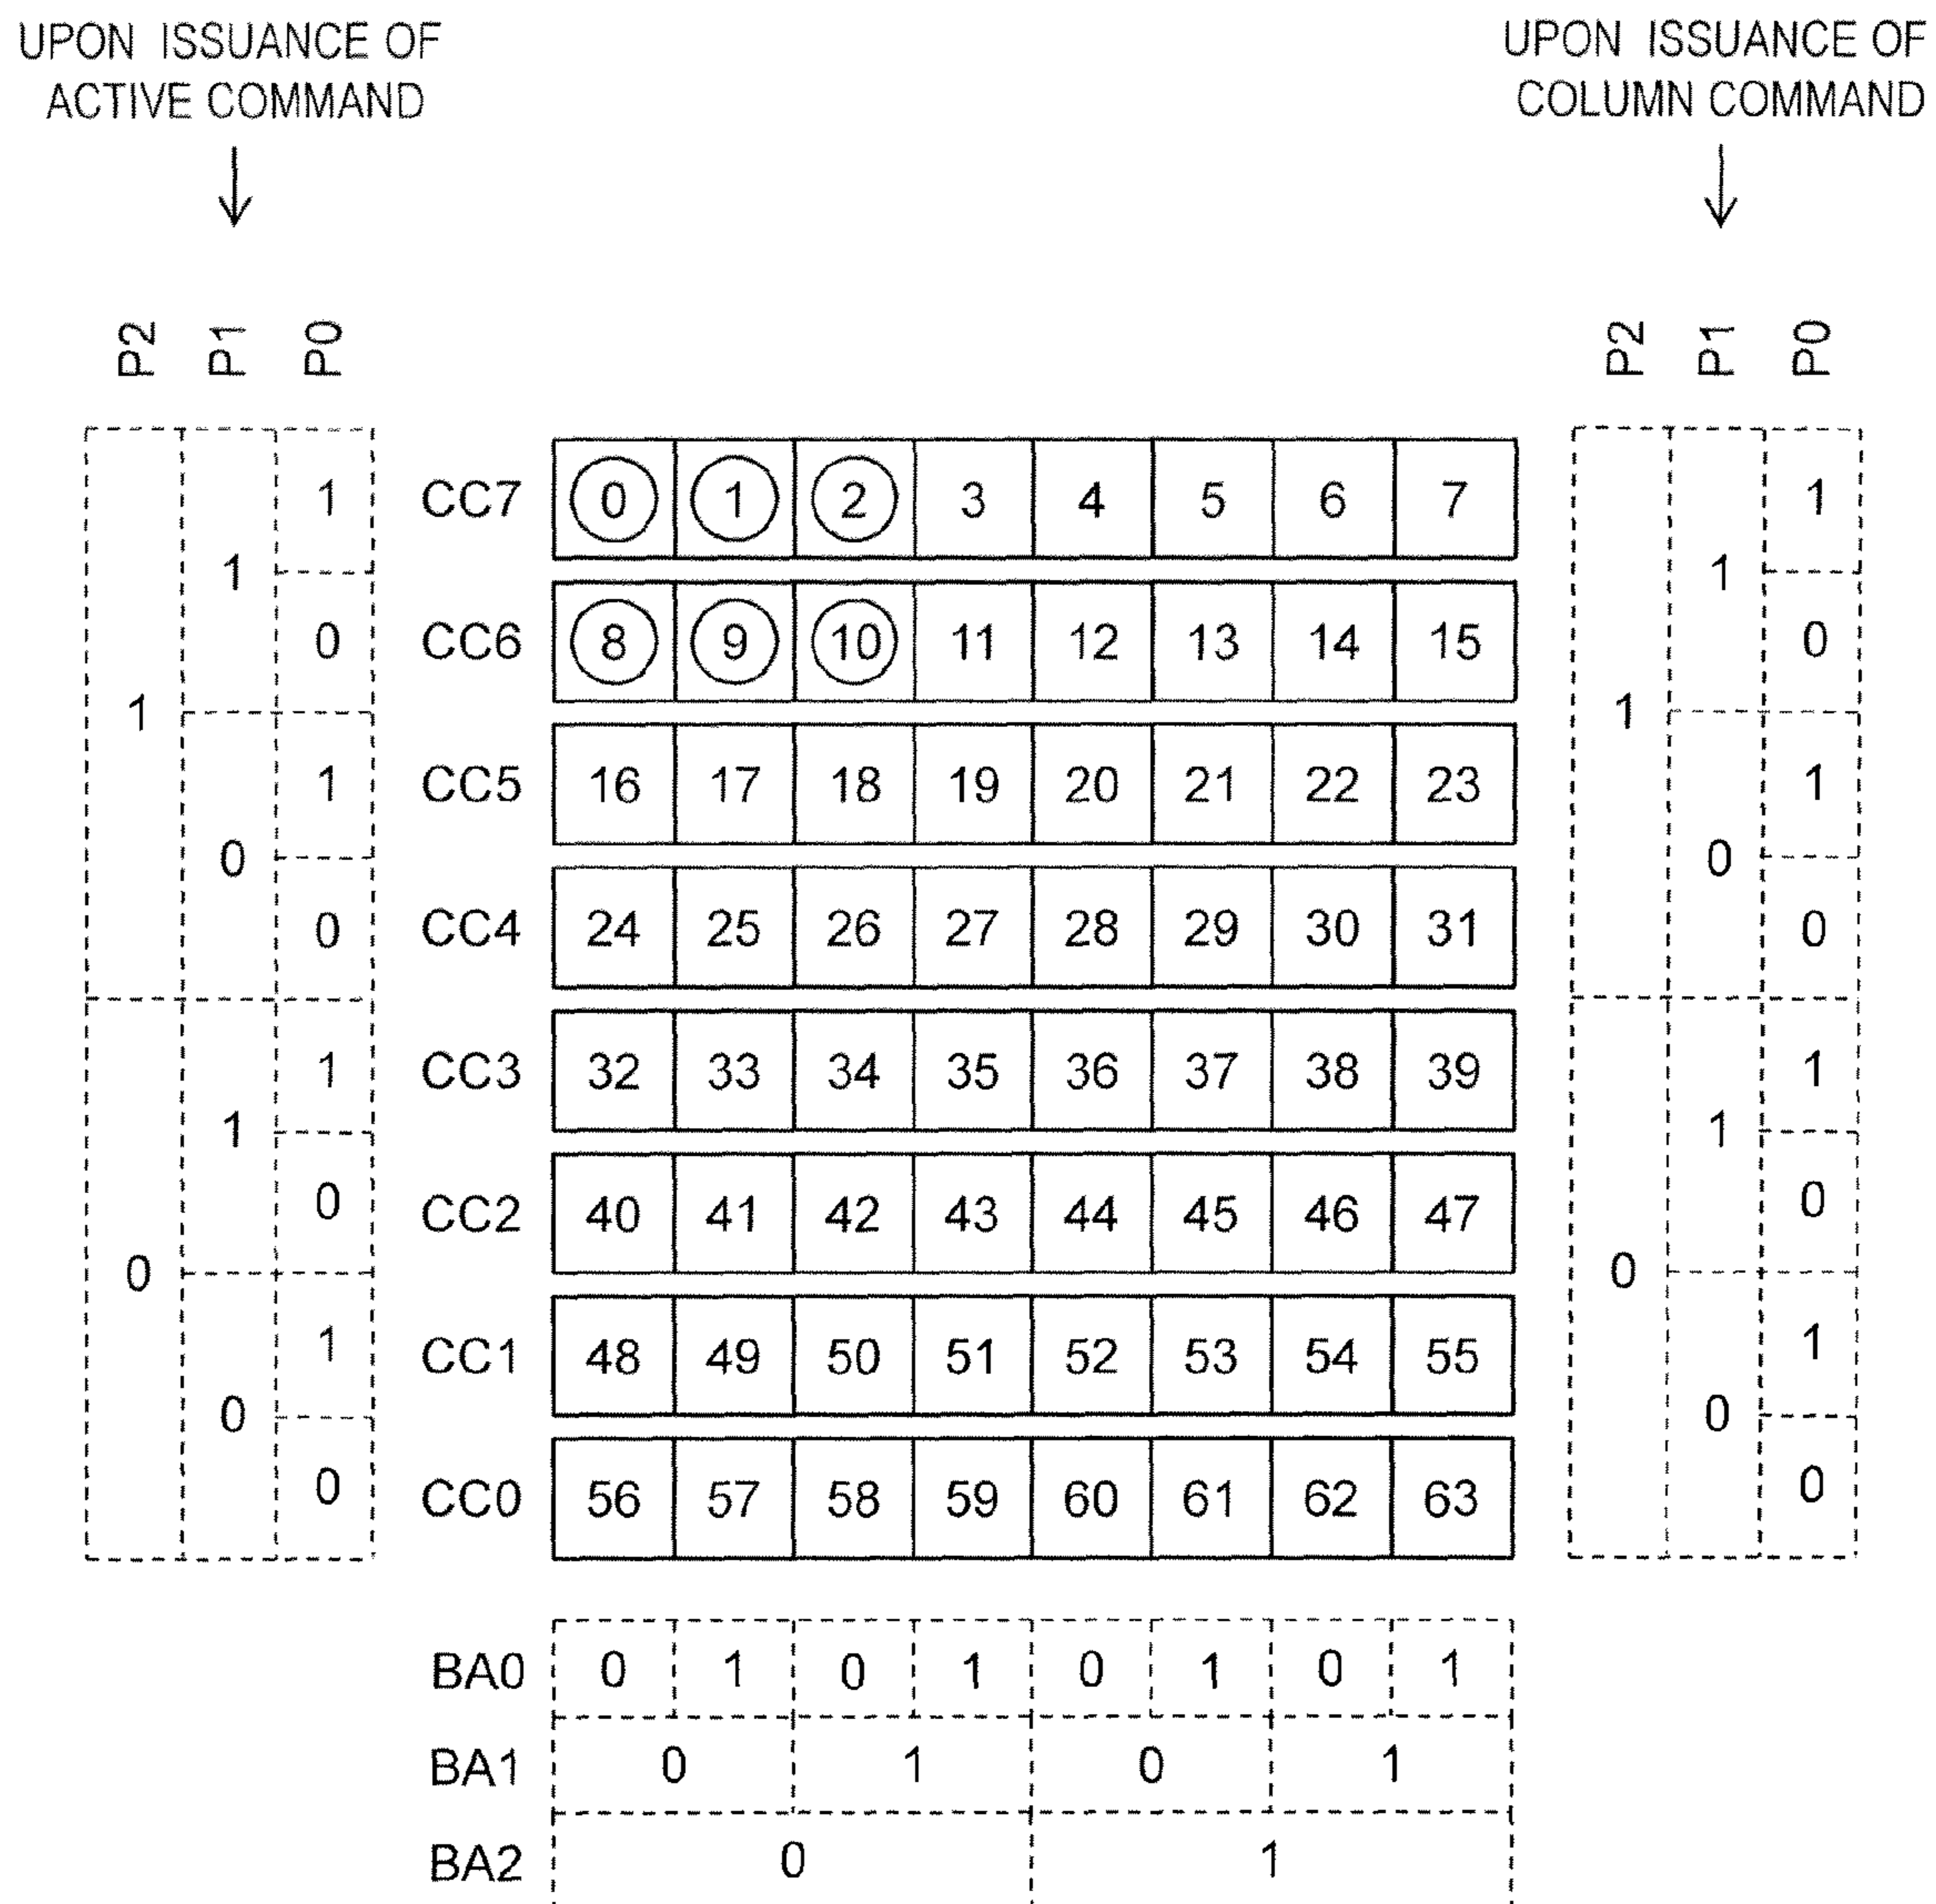 UPON ISSUANCE OF
ACTIVE COMMAND
UPON ISSUANCE OF
COLUMN COMMAND
P2 P1 P0
P2 P1 P0
1 CC7 0 1 2 3 4 5 6 7 1
1 1
0 CC6 8 9 10 11 12 13 14 15 0
1 1
1 CC5 16 17 18 19 20 21 22 23 1
0 0
0 CC4 24 25 26 27 28 29 30 31 0
1 CC3 32 33 34 35 36 37 38 39 1
1 1
0 CC2 40 41 42 43 44 45 46 47 0
0 0
1 CC1 48 49 50 51 52 53 54 55 1
0 0
0 CC0 56 57 58 59 60 61 62 63 0
BA0 0 1 0 1 0 1 0 1
BA1 0 1 0 1
BA2 0 1